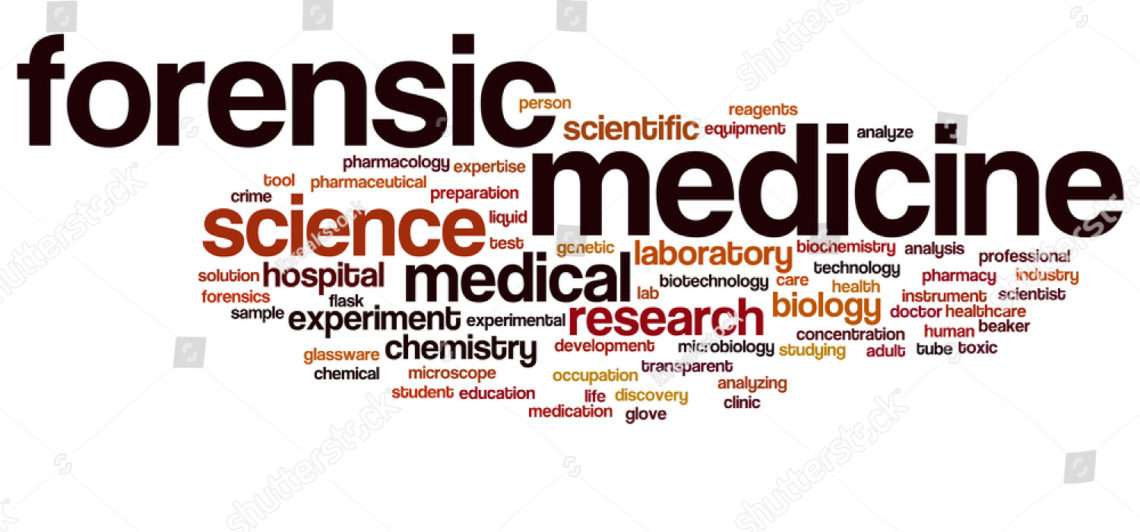 forensic
person
reagents
scientific equipment
analyze
medicine
pharmacology expertise
tool pharmaceutical
crime
preparation
science
liquid
test
genetic
laboratory
biochemistry analysis
professional
solution hospital
medical
lab
biotechnology care
technology
pharmacy
industry
forensics
flask
health
instrument scientist
sample experiment experimental
research
biology
doctor healthcare
concentration
human beaker
glassware chemistry
development microbiology studying adult tube toxic
chemical
microscope
transparent
occupation
analyzing
student education
life discovery
clinic
medication glove
shutterstock
shutterstock
shutterstock
shutterstock
shutterstock
shutterstock